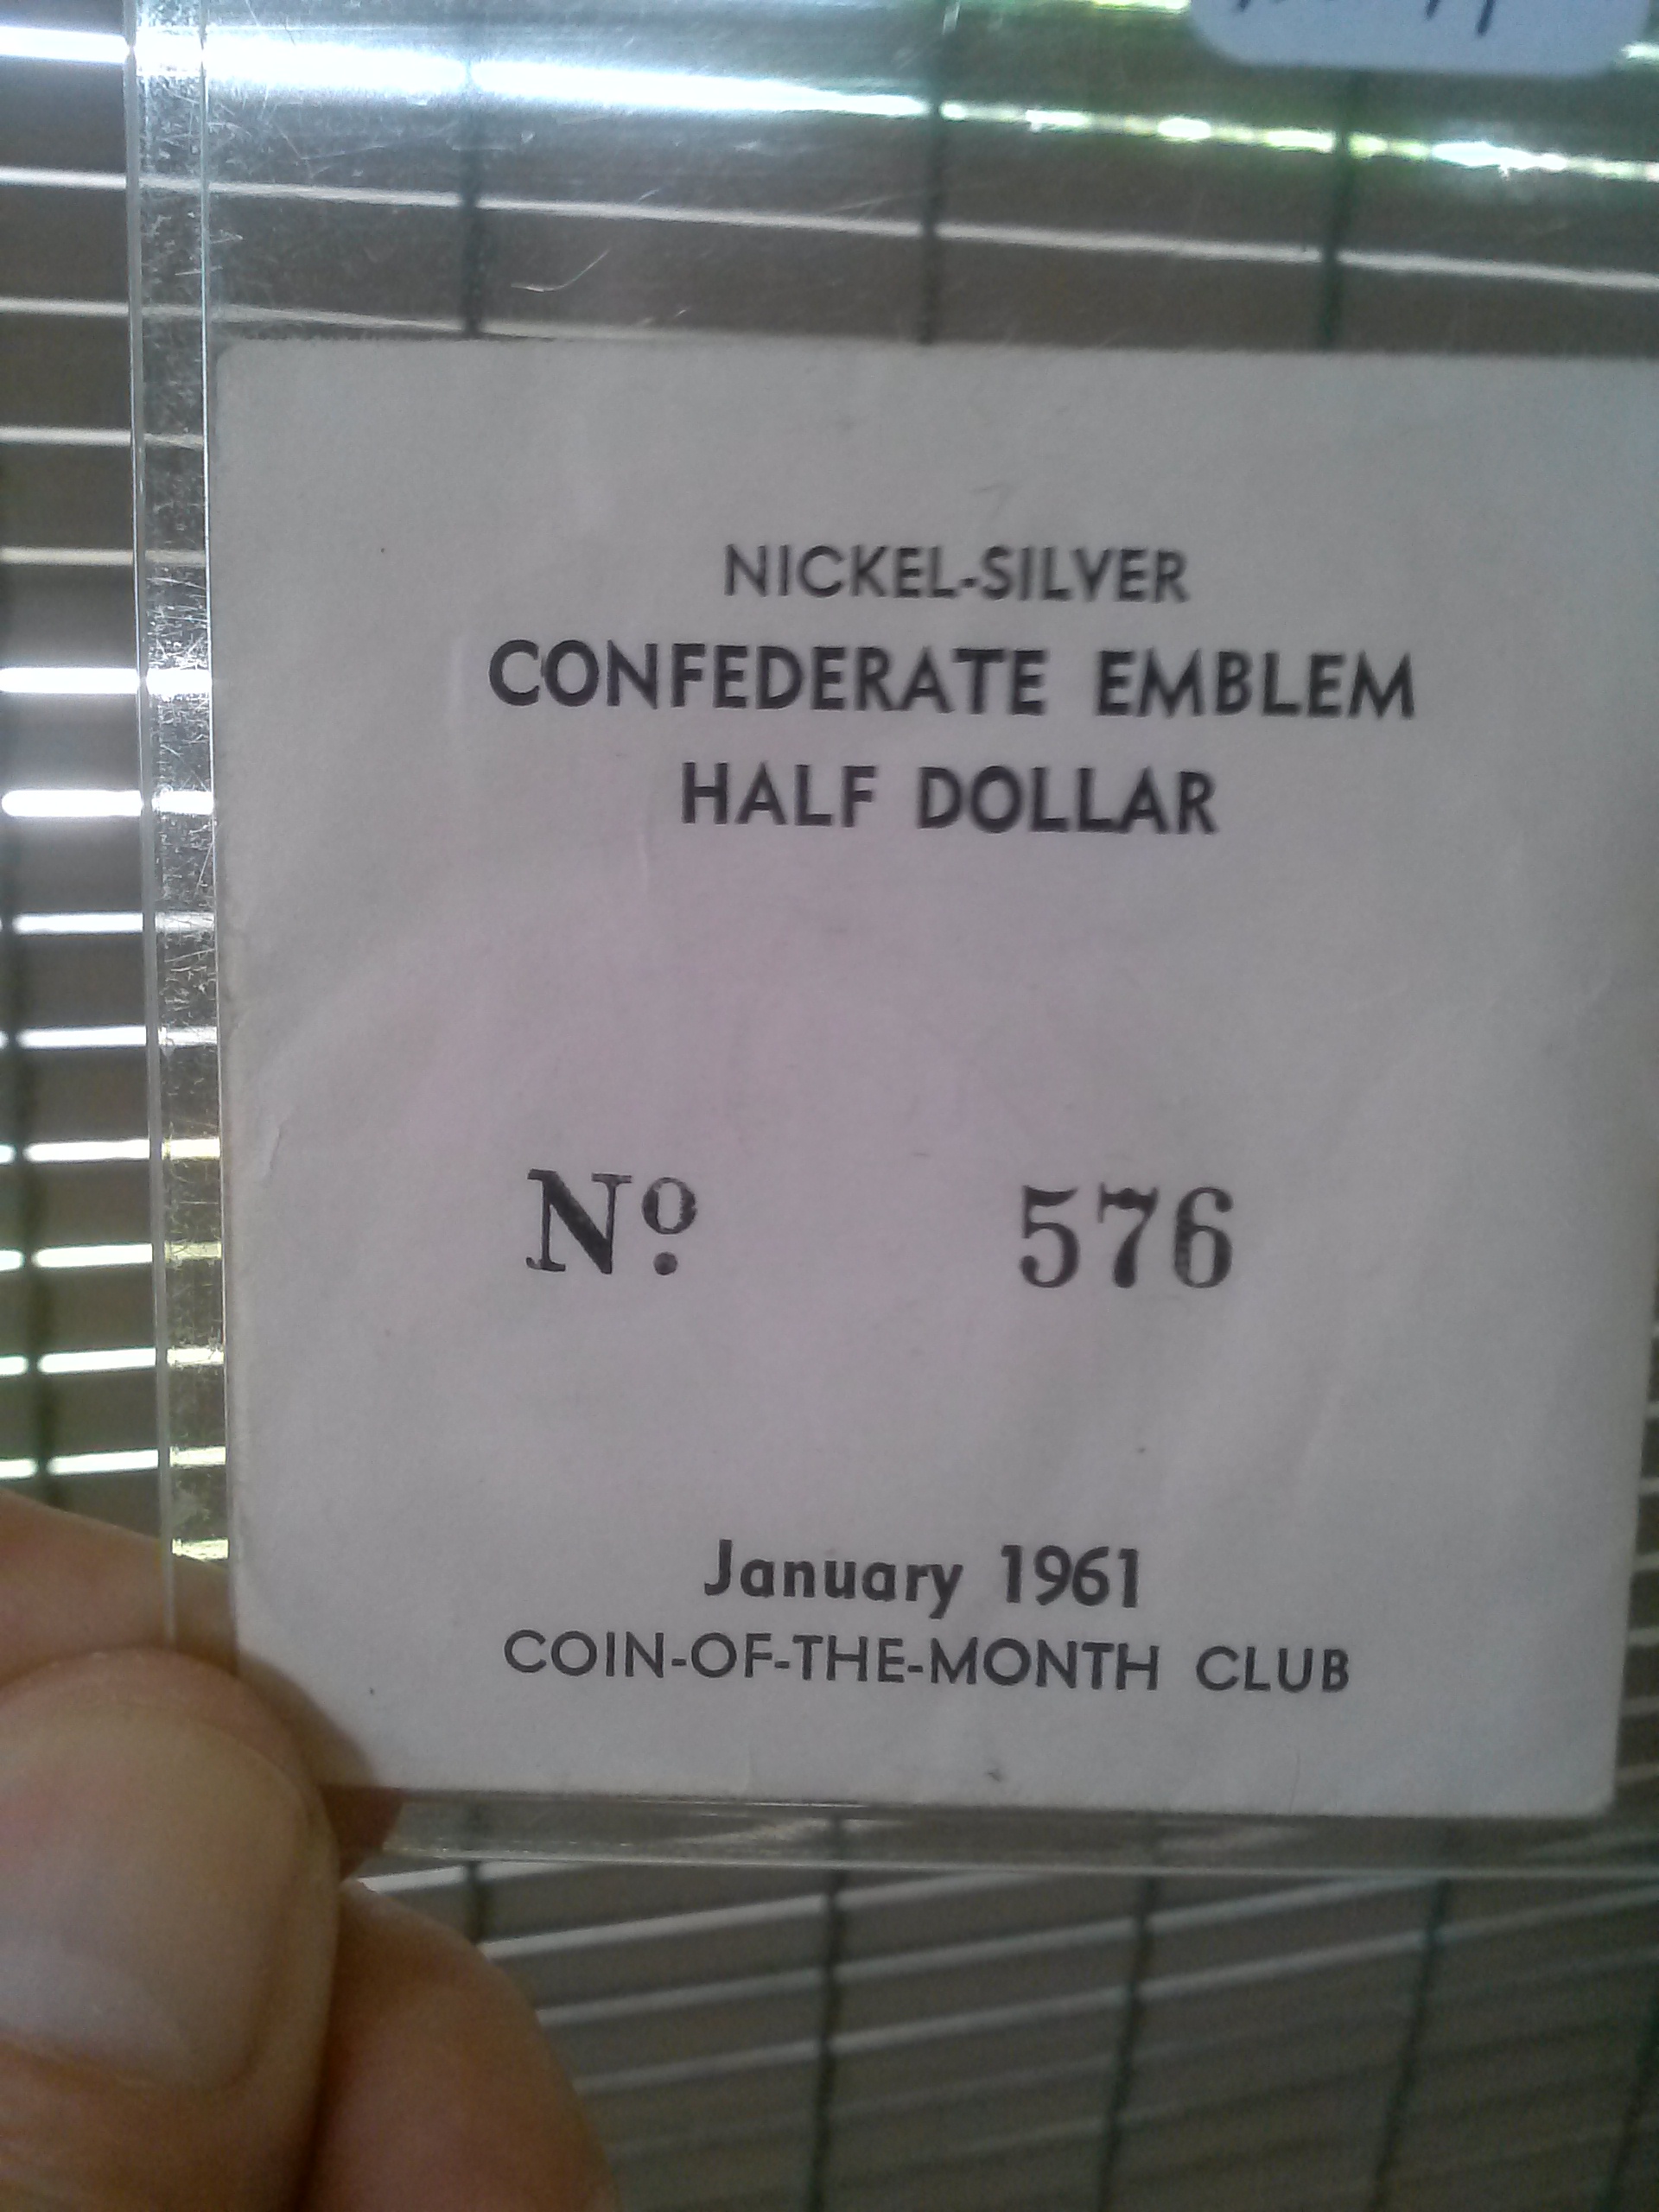 NICKEL-SILVER
CONFEDERATE EMBLEM
HALF DOLLAR
Nº 576
January 1961
COIN-OF-THE-MONTH CLUB